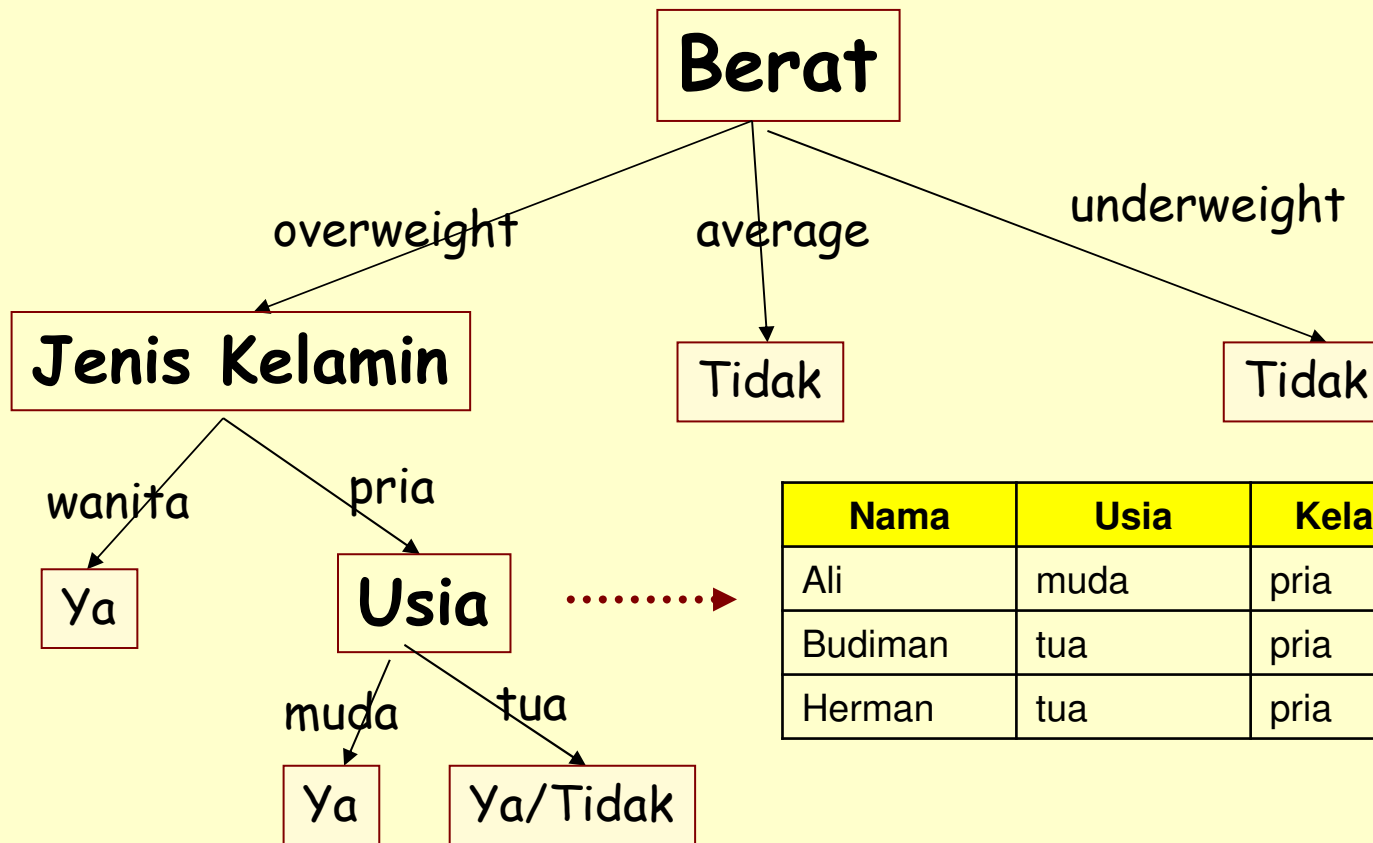 Berat
overweight
average
underweight
Jenis Kelamin
Tidak
Tidak
wanita
pria
Ya
Usia
muda
tua
Ya
Ya/Tidak
Nama Usia Kela
Ali muda pria
Budiman tua pria
Herman tua pria